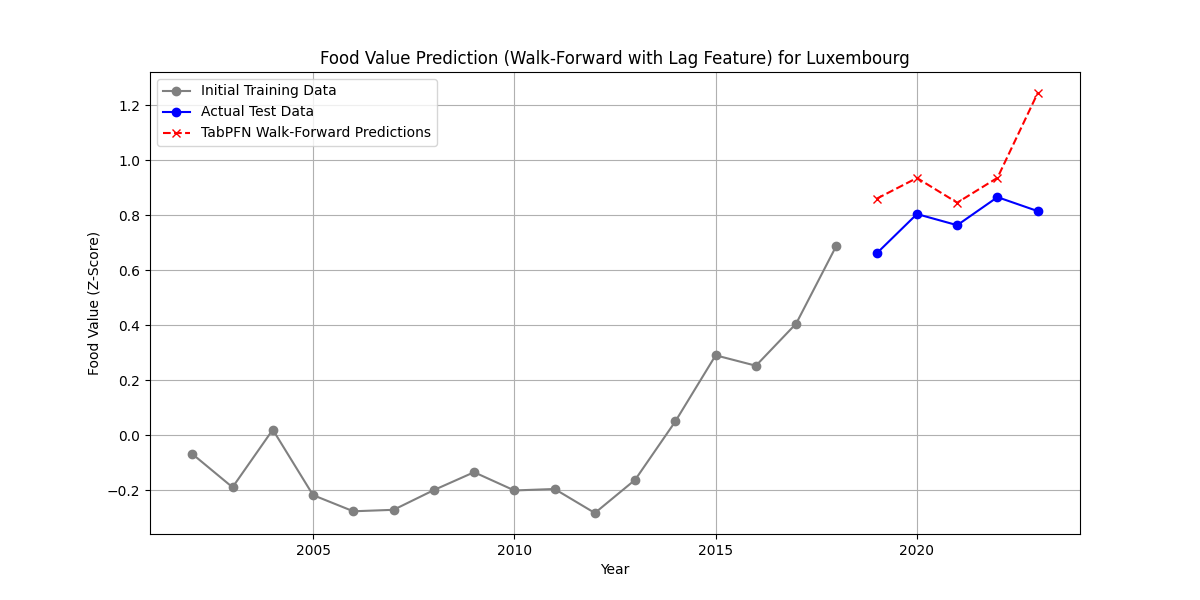 Food Value Prediction (Walk-Forward with Lag Feature) for Luxembourg
Initial Training Data
Actual Test Data
TabPFN Walk-Forward Predictions
Food Value (Z-Score)
1.2
1.0
0.8
0.6
0.4
0.2
0.0
−0.2
2005 2010 2015 2020
Year